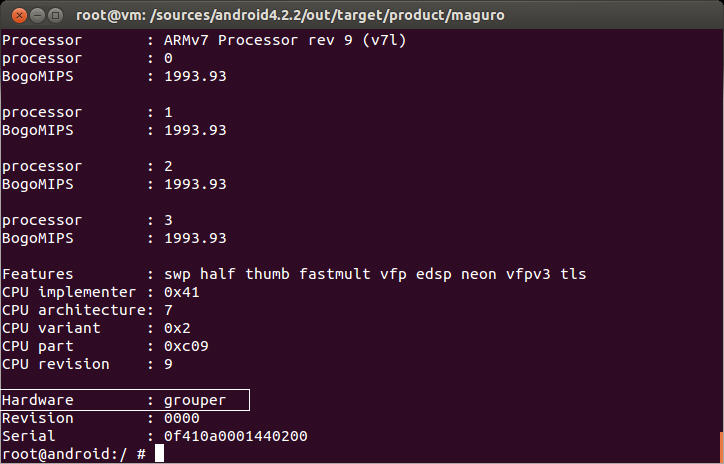 root@vm: /sources/android4.2.2/out/target/product/maguro
Processor : ARMv7 Processor rev 9 (v7l)
processor : 0
BogoMIPS : 1993.93
processor : 1
BogoMIPS : 1993.93
processor : 2
BogoMIPS : 1993.93
processor : 3
BogoMIPS : 1993.93
Features : swp half thumb fastmult vfp edsp neon vfpv3 tls
CPU implementer : 0x41
CPU architecture: 7
CPU variant : 0x2
CPU part : 0xc09
CPU revision : 9
Hardware : grouper
Revision : 0000
Serial : 0f410a0001440200
root@android:/ #